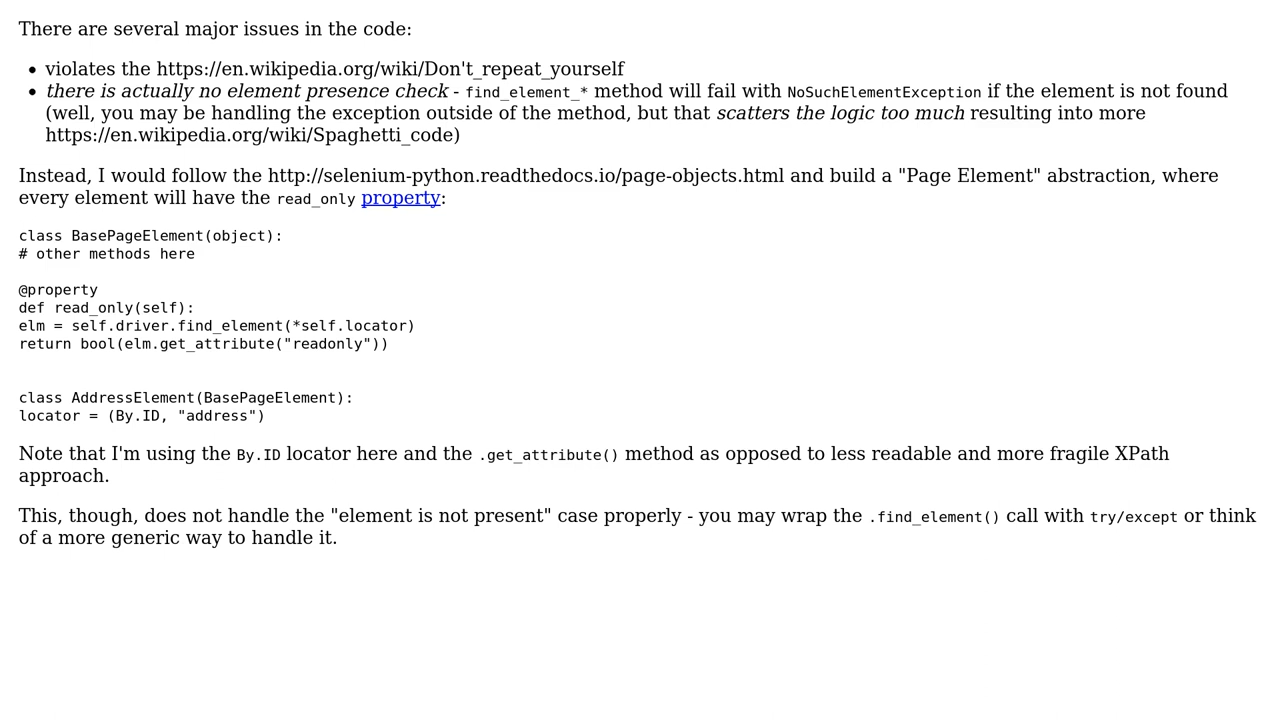 There are several major issues in the code:
• violates the https://en.wikipedia.org/wiki/Don't_repeat_yourself
• there is actually no element presence check - find_element_* method will fail with NoSuchElementException if the element is not found
(well, you may be handling the exception outside of the method, but that scatters the logic too much resulting into more
https://en.wikipedia.org/wiki/Spaghetti_code)
Instead, I would follow the http://selenium-python.readthedocs.io/page-objects.html and build a "Page Element" abstraction, where
every element will have the read_only property:
class BasePageElement(object):
# other methods here
@property
def read_only(self):
elm = self.driver.find_element(*self.locator)
return bool(elm.get_attribute("readonly"))
class AddressElement(BasePageElement):
locator = (By.ID, "address")
Note that I'm using the By.ID locator here and the .get_attribute() method as opposed to less readable and more fragile XPath
approach.
This, though, does not handle the "element is not present" case properly - you may wrap the .find_element() call with try/except or think
of a more generic way to handle it.